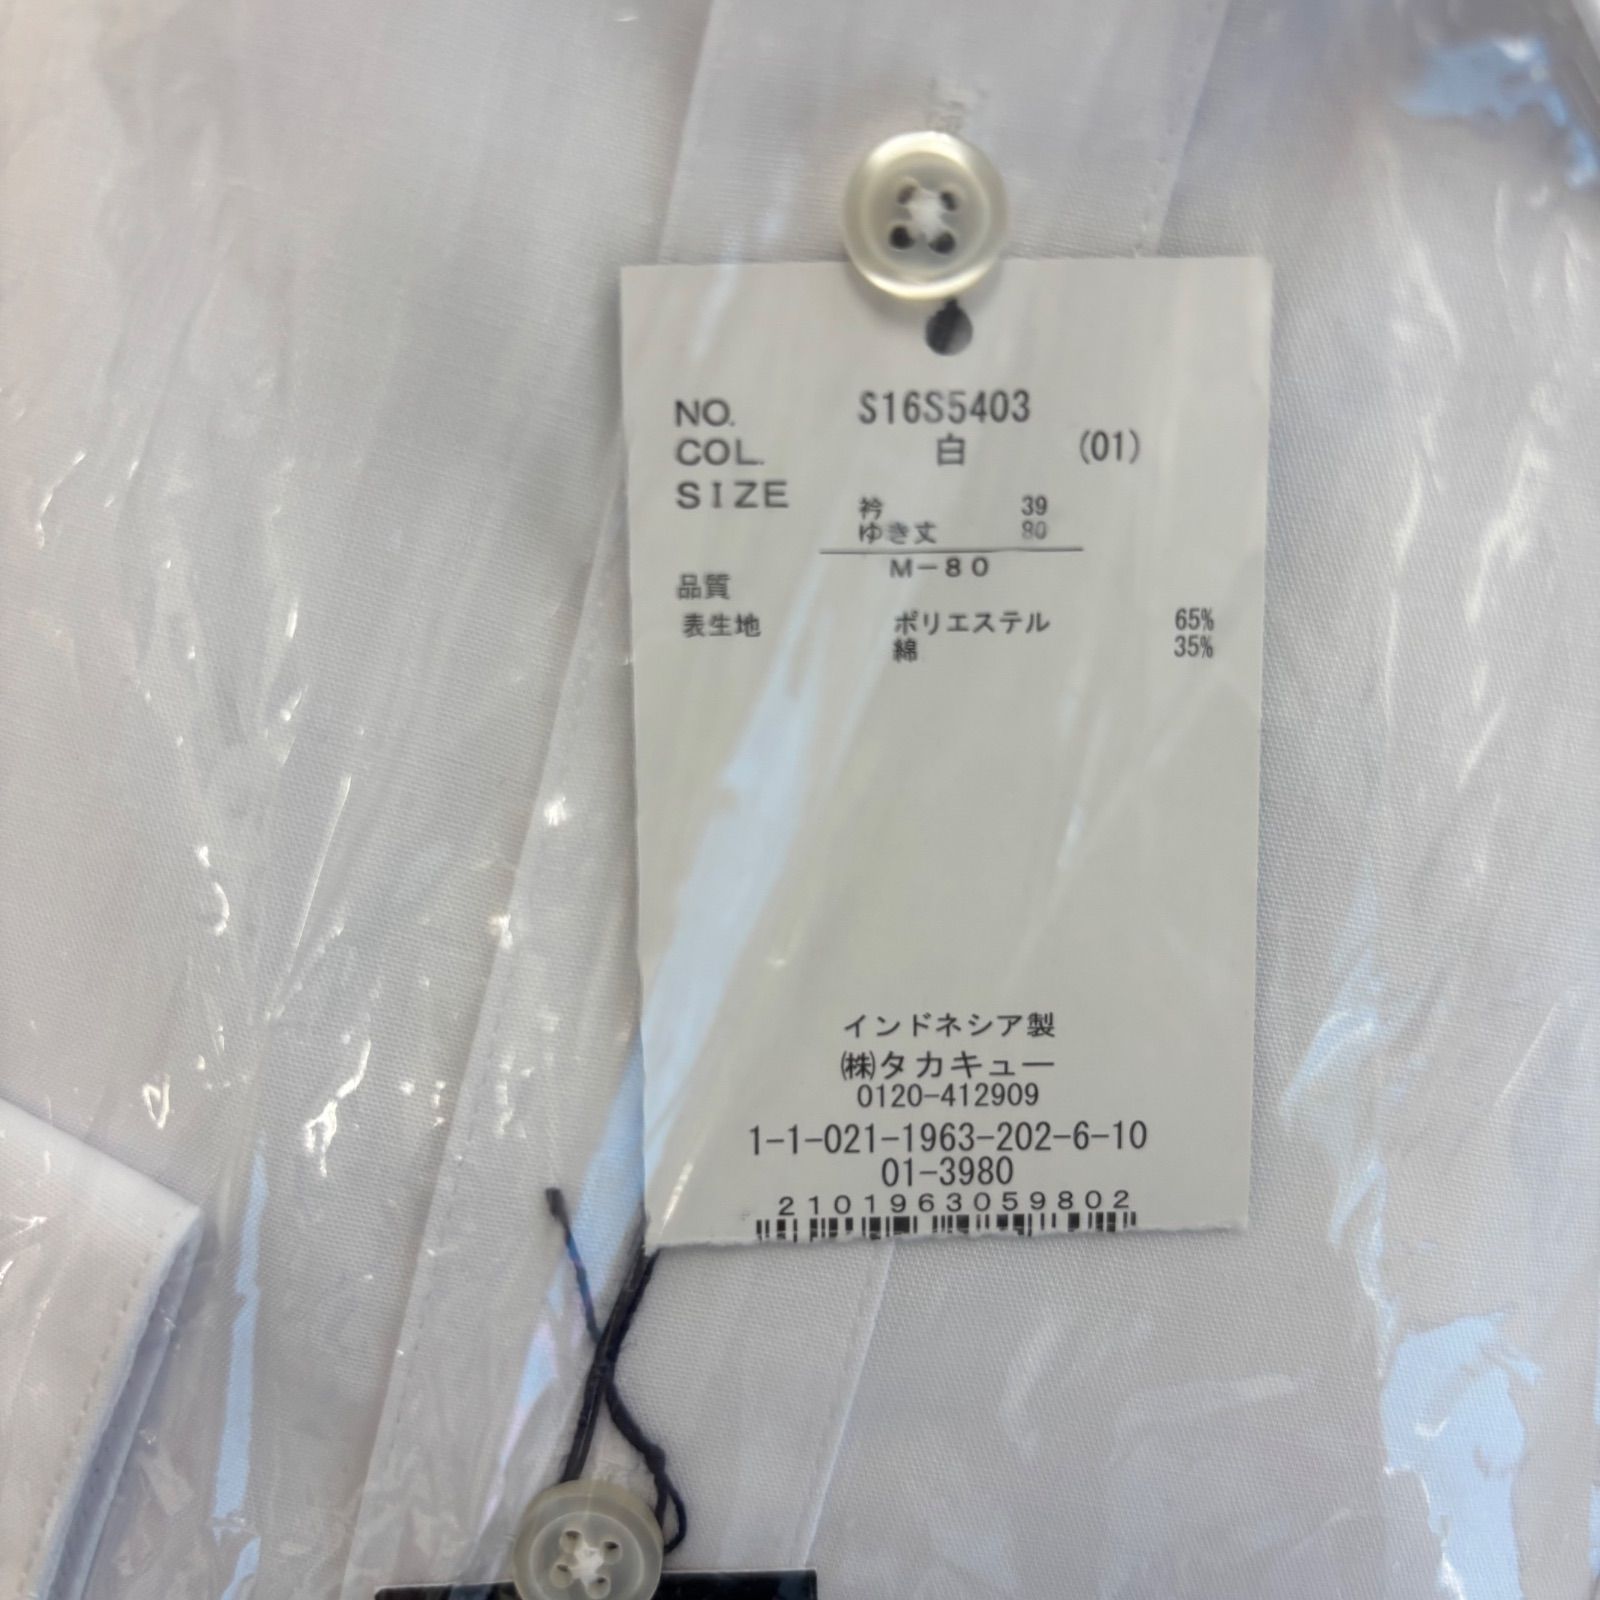 NO. S16S5403
COL. 白 (01)
SIZE
衿 39
ゆき丈 80
M-80
品質
表生地 ポリエステル 65%
綿 35%
インドネシア製
㈱タカキュー
0120-412909
1-1-021-1963-202-6-10
01-3980
2101963059802